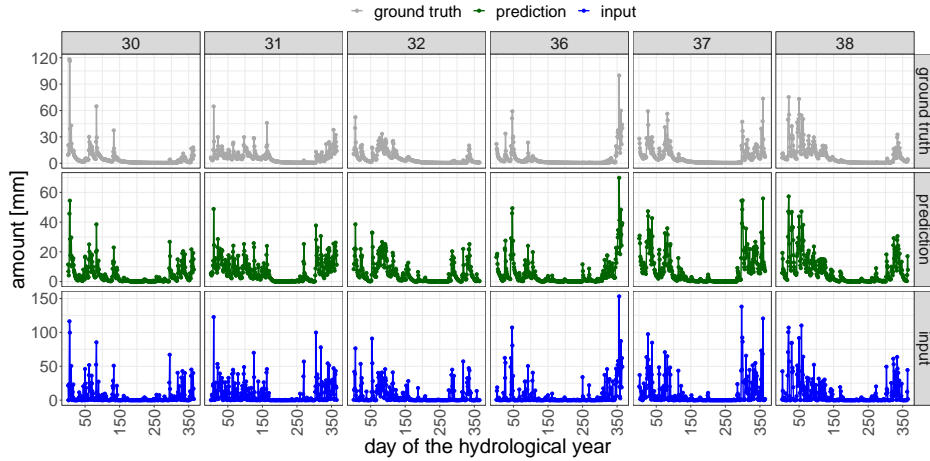 ground truth prediction input
30 31 32 36 37 38
120
90
60
30
0
ground truth
60
40
20
0
prediction
150
100
50
0
input
amount [mm]
50 150 250 350 50 150 250 350 50 150 250 350 50 150 250 350 50 150 250 350 50 150 250 350
day of the hydrological year